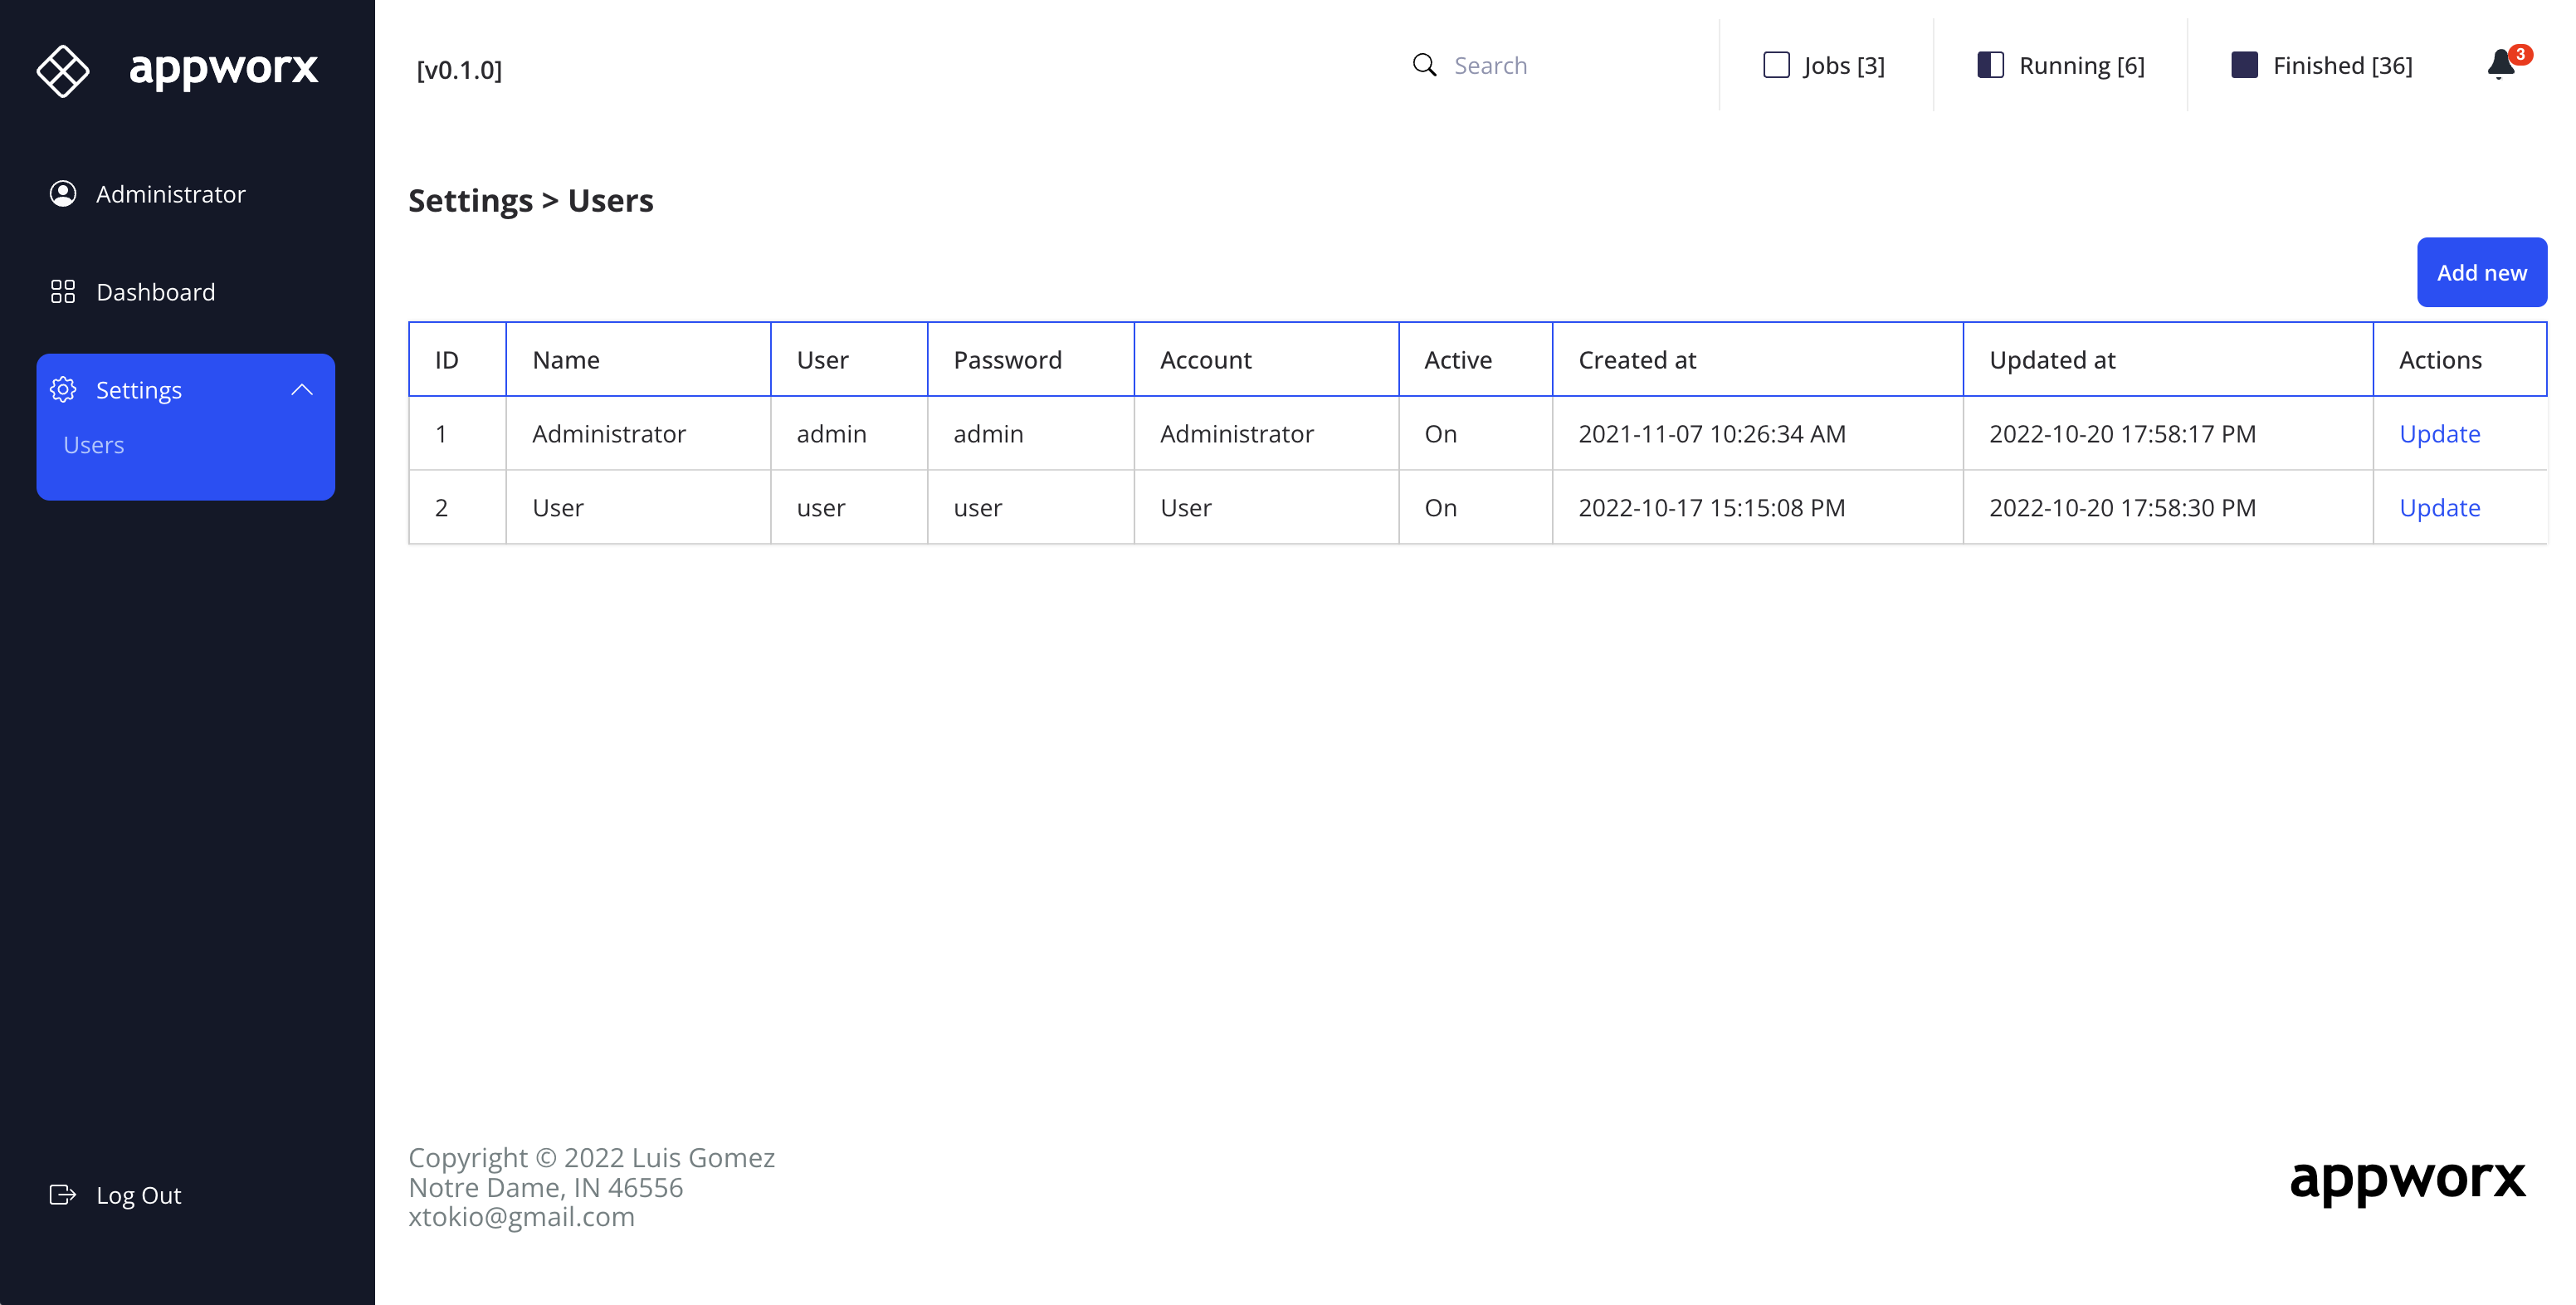 appworx
Administrator
Dashboard
Settings
Users
Log Out
[v0.1.0]
Search
Jobs [3]
Running [6]
Finished [36]
3
Settings > Users
Add new
ID Name User Password Account Active Created at Updated at Actions
1 Administrator admin admin Administrator On 2021-11-07 10:26:34 AM 2022-10-20 17:58:17 PM Update
2 User user user User On 2022-10-17 15:15:08 PM 2022-10-20 17:58:30 PM Update
Copyright © 2022 Luis Gomez
Notre Dame, IN 46556
xtokio@gmail.com
appworx